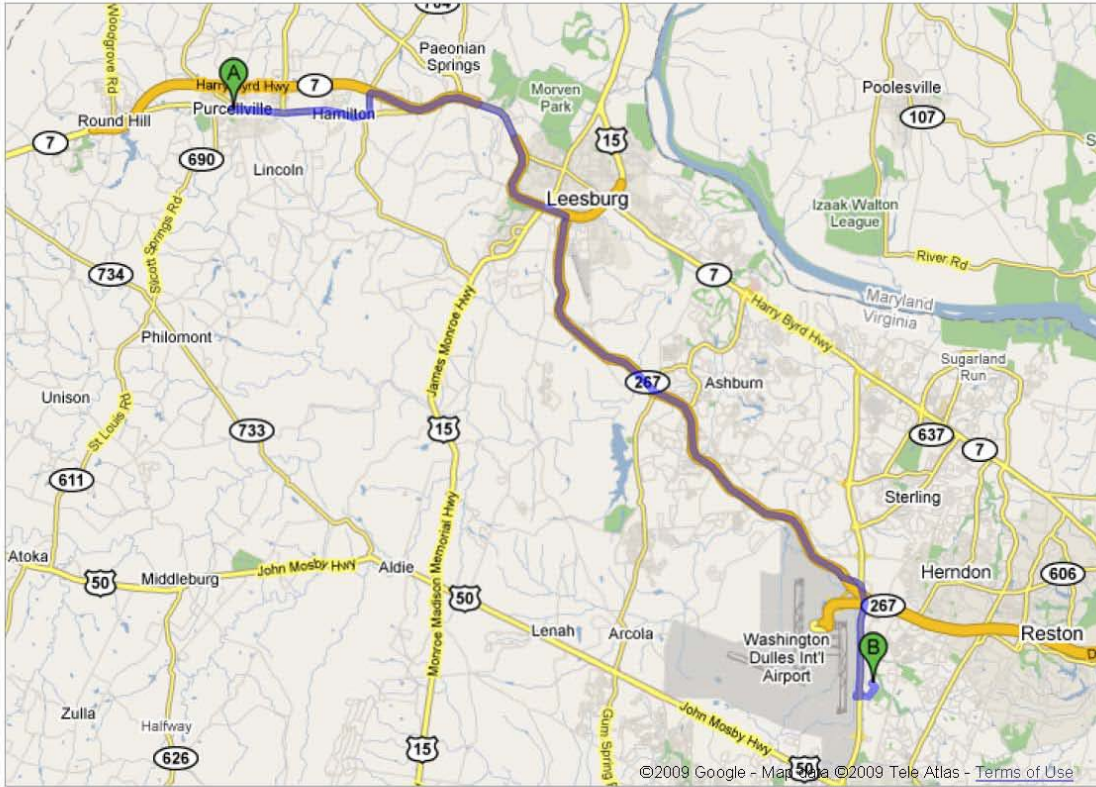 704
Woodgrove Rd
Paeonian
Springs
A
Harry Byrd Hwy
7
Morven
Park
Poolesville
Purcellville
Round Hill
Hamilton
107
7
15
S
690
Lincoln
Leesburg
Izaak Walton
League
Silcott Springs Rd
River Rd
734
7
James Monroe Hwy
Maryland
Virginia
Harry Byrd Hwy
Philomont
Sugarland
Run
267
Ashburn
Unison
St Louis Rd
733
15
637
7
611
Sterling
Monroe Madison Memorial Hwy
Atoka
John Mosby Hwy
Aldie
Herndon
606
50
Middleburg
50
267
Lenah
Arcola
Washington
Dulles Int'l
Airport
Reston
B
D
Zulla
Halfway
John Mosby Hwy
Gum Spring R
15
626
50
©2009 Google - Map data ©2009 Tele Atlas - Terms of Use